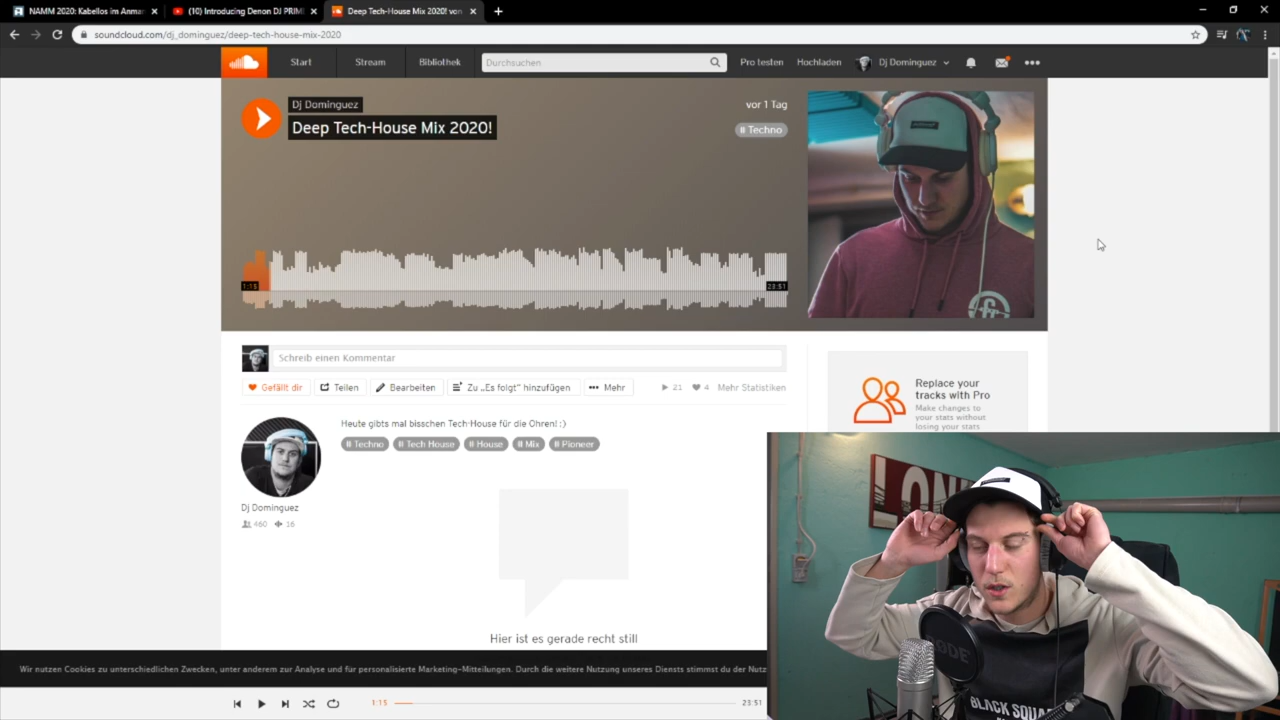 NAMM 2020: Kabellos im Anmar
(10) Introducing Denon DJ PRIM
Deep Tech-House Mix 2020! von
soundcloud.com/dj_dominguez/deep-tech-house-mix-2020
Start
Stream
Bibliothek
Durchsuchen
Pro testen
Hochladen
Dj Dominguez
Dj Dominguez
Deep Tech-House Mix 2020!
vor 1 Tag
# Techno
1:15
23:51
Schreib einen Kommentar
Gefällt dir
Teilen
Bearbeiten
Zu „Es folgt" hinzufügen
Mehr
21
4
Mehr Statistiken
Heute gibts mal bisschen Tech-House für die Ohren! :)
# Techno # Tech House # House # Mix # Pioneer
Dj Dominguez
460 16
Hier ist es gerade recht still
Replace your
tracks with Pro
Make changes to
your stats without
losing your stats
Wir nutzen Cookies zu unterschiedlichen Zwecken, unter anderem zur Analyse und für personalisierte Marketing-Mitteilungen. Durch die weitere Nutzung unseres Diensts stimmst du der Nutz
1:15
23:51
LON
RØDE
BLACK SQUA